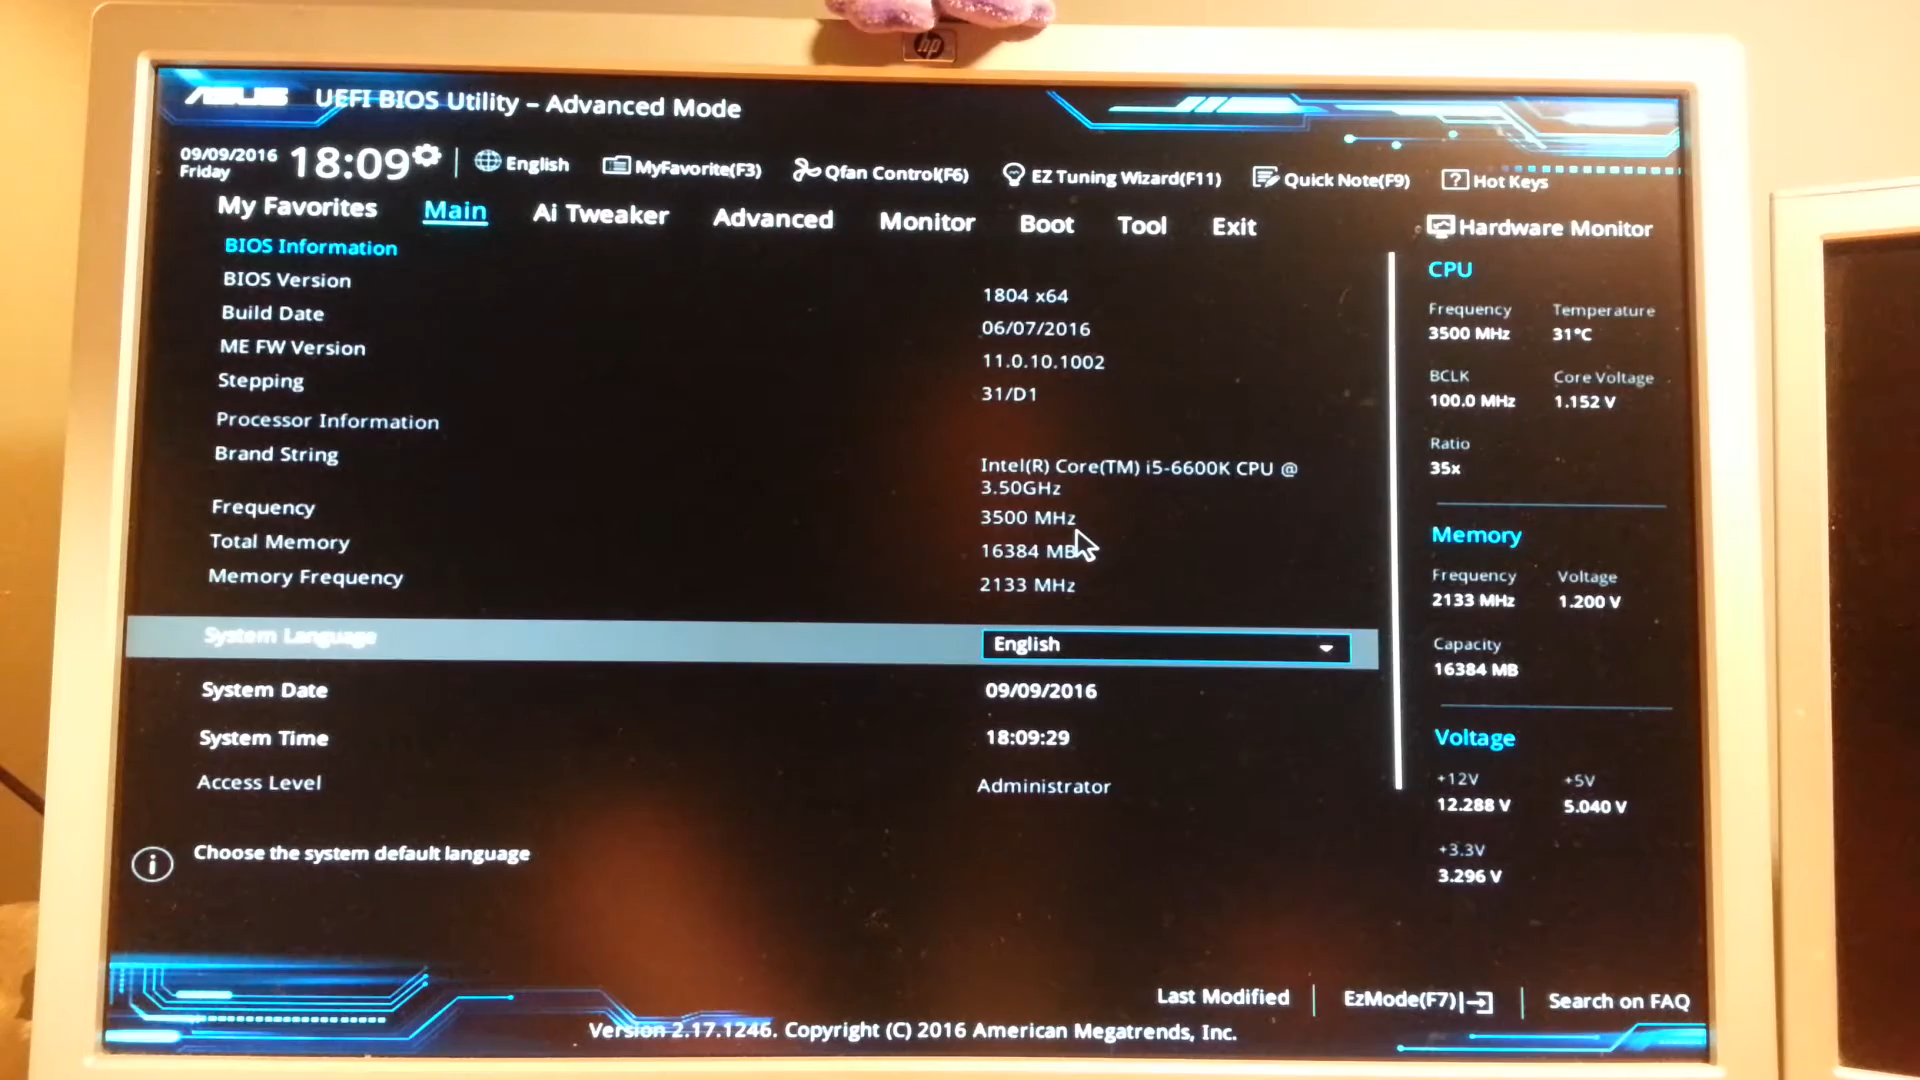 hp
ASUS UEFI BIOS Utility – Advanced Mode
09/09/2016
Friday
18:09
English
MyFavorite(F3)
Qfan Control(F6)
EZ Tuning Wizard(F11)
Quick Note(F9)
? Hot Keys
My Favorites Main Ai Tweaker Advanced Monitor Boot Tool Exit
BIOS Information
BIOS Version 1804 x64
Build Date 06/07/2016
ME FW Version 11.0.10.1002
Stepping 31/D1
Processor Information
Brand String Intel(R) Core(TM) i5-6600K CPU @
3.50GHz
Frequency 3500 MHz
Total Memory 16384 MB
Memory Frequency 2133 MHz
System Language English
System Date 09/09/2016
System Time 18:09:29
Access Level Administrator
i Choose the system default language
Hardware Monitor
CPU
Frequency Temperature
3500 MHz 31°C
BCLK Core Voltage
100.0 MHz 1.152 V
Ratio
35x
Memory
Frequency Voltage
2133 MHz 1.200 V
Capacity
16384 MB
Voltage
+12V +5V
12.288 V 5.040 V
+3.3V
3.296 V
Last Modified
EzMode(F7)
Search on FAQ
Version 2.17.1246. Copyright (C) 2016 American Megatrends, Inc.